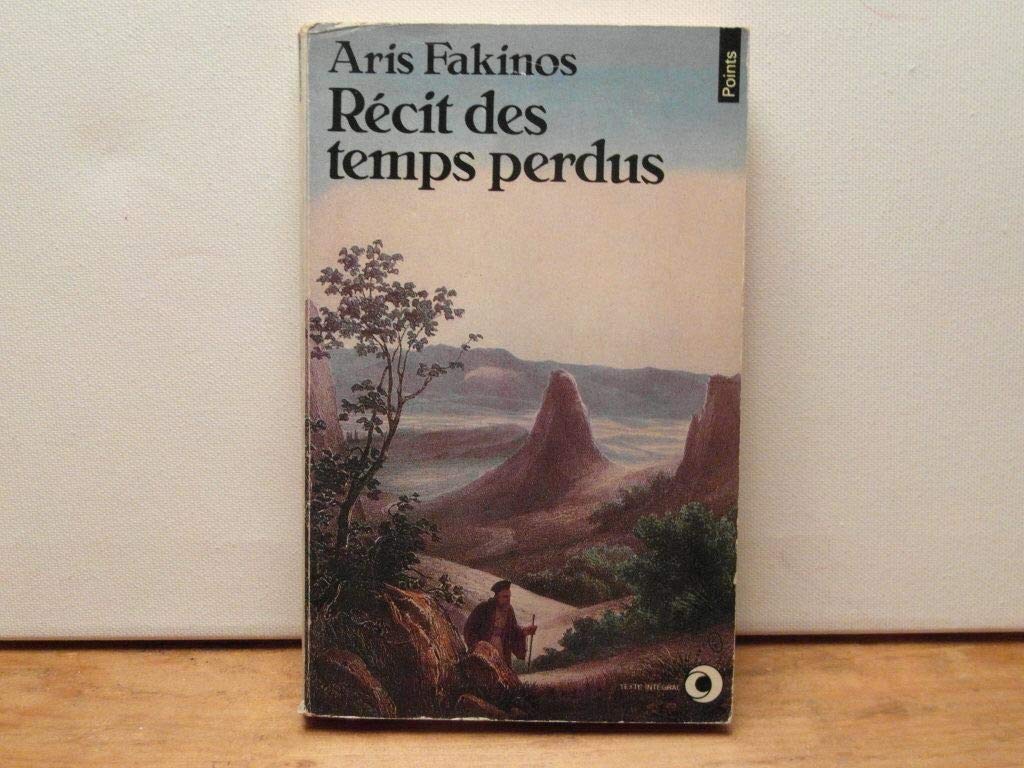 Aris Fakinos
Points
Récit des
temps perdus
TEXTE INTÉGRAL